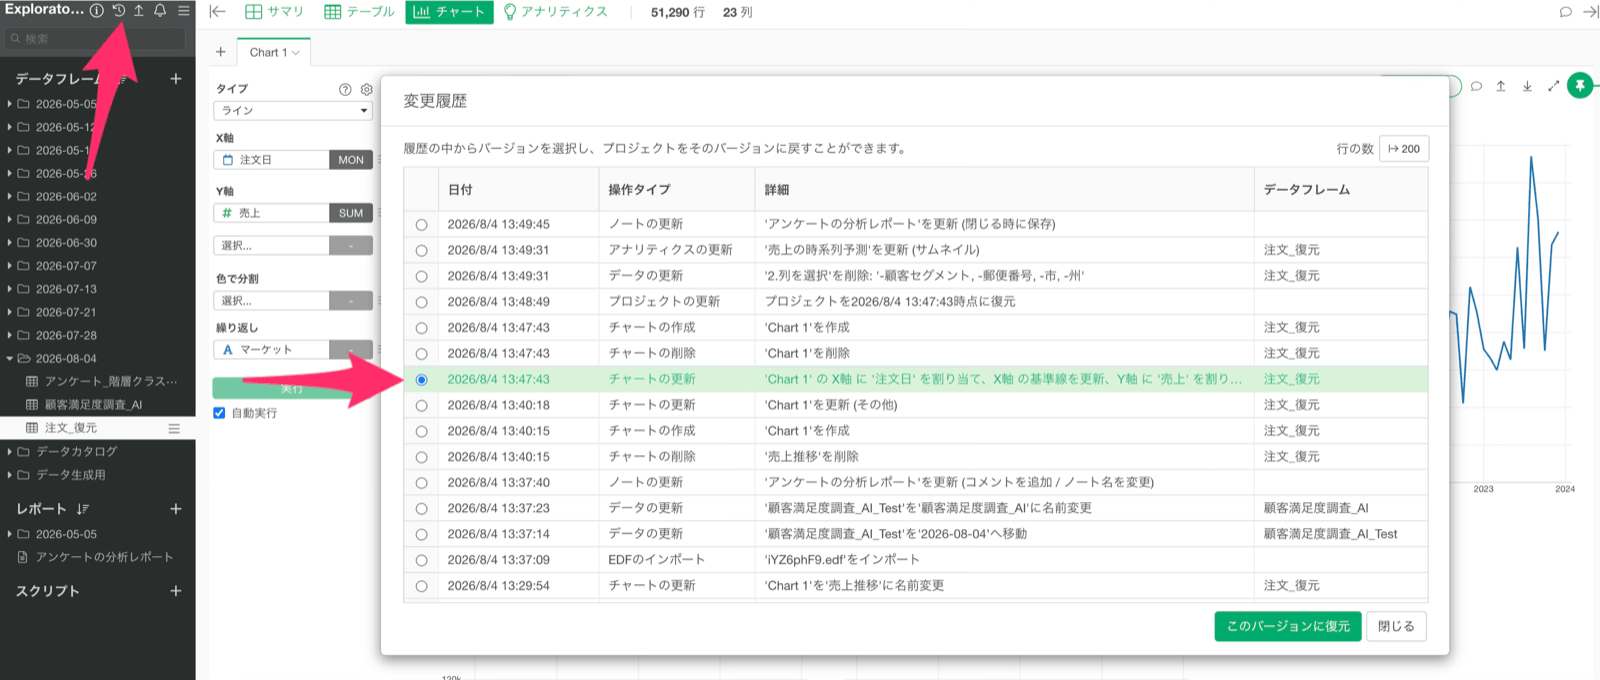 Explorato...
検索
データフレーム
2026-05-05
2026-05-12
2026-05-1
2026-05-26
2026-06-02
2026-06-09
2026-06-30
2026-07-07
2026-07-13
2026-07-21
2026-07-28
2026-08-04
アンケート_階層クラス…
顧客満足度調査_AI
注文_復元
データカタログ
データ生成用
レポート
2026-05-05
アンケートの分析レポート
スクリプト
サマリ テーブル チャート アナリティクス 51,290 行 23 列
Chart 1
タイプ
ライン
X軸
注文日 MON
Y軸
売上 SUM
選択... -
色で分割
選択... -
繰り返し
マーケット -
実行
自動実行
変更履歴
履歴の中からバージョンを選択し、プロジェクトをそのバージョンに戻すことができます。 行の数 200
日付 操作タイプ 詳細 データフレーム
2026/8/4 13:49:45 ノートの更新 'アンケートの分析レポート'を更新 (閉じる時に保存)
2026/8/4 13:49:31 アナリティクスの更新 '売上の時系列予測'を更新 (サムネイル) 注文_復元
2026/8/4 13:49:31 データの更新 '2.列を選択'を削除: '-顧客セグメント, -郵便番号, -市, -州' 注文_復元
2026/8/4 13:48:49 プロジェクトの更新 プロジェクトを2026/8/4 13:47:43時点に復元
2026/8/4 13:47:43 チャートの作成 'Chart 1'を作成 注文_復元
2026/8/4 13:47:43 チャートの削除 'Chart 1'を削除 注文_復元
2026/8/4 13:47:43 チャートの更新 'Chart 1' の X軸 に '注文日' を割り当て、X軸 の基準線を更新、Y軸 に '売上' を割り... 注文_復元
2026/8/4 13:40:18 チャートの更新 'Chart 1'を更新 (その他) 注文_復元
2026/8/4 13:40:15 チャートの作成 'Chart 1'を作成 注文_復元
2026/8/4 13:40:15 チャートの削除 '売上推移'を削除 注文_復元
2026/8/4 13:37:40 ノートの更新 'アンケートの分析レポート'を更新 (コメントを追加 / ノート名を変更)
2026/8/4 13:37:23 データの更新 '顧客満足度調査_AI_Test'を'顧客満足度調査_AI'に名前変更 顧客満足度調査_AI
2026/8/4 13:37:14 データの更新 '顧客満足度調査_AI_Test'を'2026-08-04'へ移動 顧客満足度調査_AI_Test
2026/8/4 13:37:09 EDFのインポート 'iYZ6phF9.edf'をインポート
2026/8/4 13:29:54 チャートの更新 'Chart 1'を'売上推移'に名前変更 注文_復元
このバージョンに復元 閉じる
2023 2024
120k